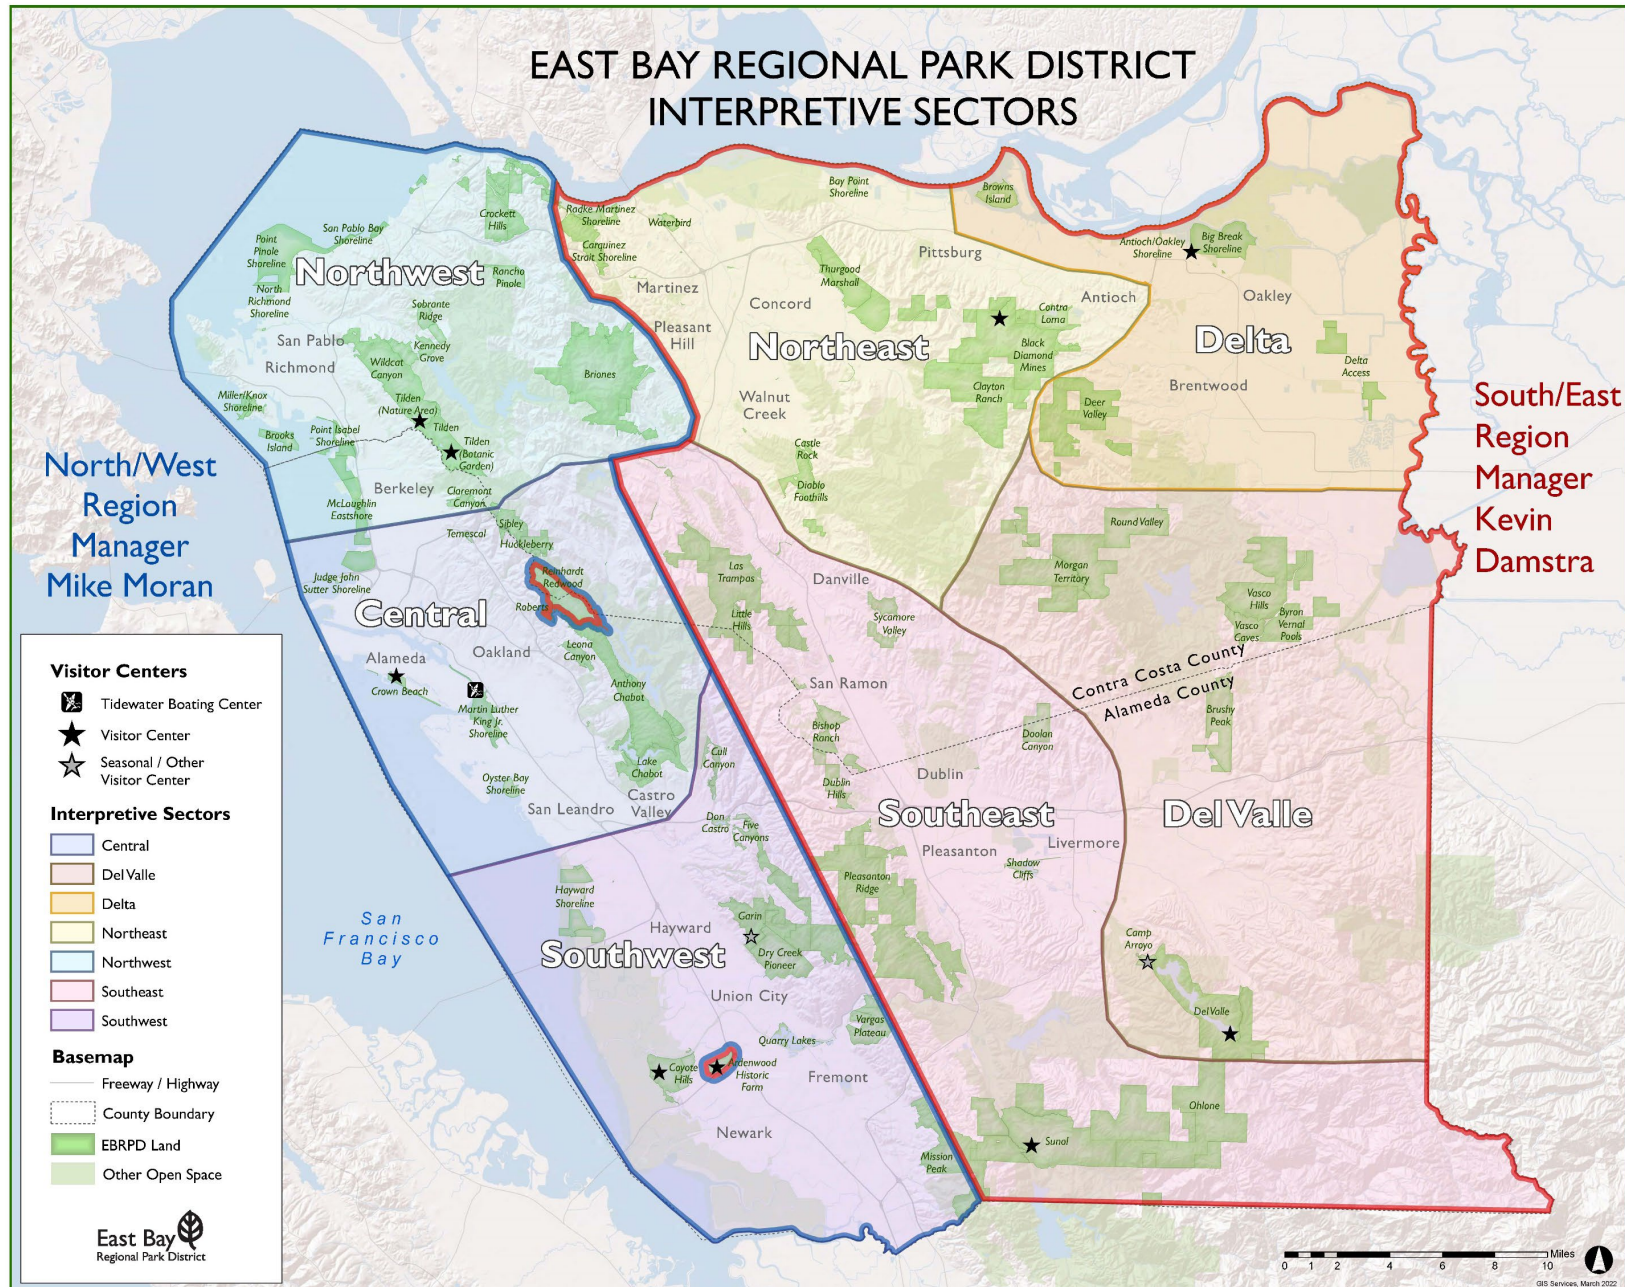 EAST BAY REGIONAL PARK DISTRICT
INTERPRETIVE SECTORS
North/West
Region
Manager
Mike Moran
South/East
Region
Manager
Kevin
Damstra
Northwest
Crockett
Hills
San Pablo Bay
Shoreline
Point
Pinole
Shoreline
North
Richmond
Shoreline
Rancho
Pinole
Sobrante
Ridge
San Pablo
Richmond
Kennedy
Grove
Wildcat
Canyon
Briones
Tilden
(Nature Area)
Miller/Knox
Shoreline
Tilden
Tilden
(Botanic
Garden)
Brooks
Island
Point Isabel
Shoreline
Berkeley
Claremont
Canyon
McLaughlin
Eastshore
Northeast
Radke Martinez
Shoreline
Waterbird
Carquinez
Strait Shoreline
Bay Point
Shoreline
Martinez
Pittsburg
Thurgood
Marshall
Concord
Antioch
Contra
Loma
Pleasant
Hill
Black
Diamond
Mines
Clayton
Ranch
Walnut
Creek
Castle
Rock
Diablo
Foothills
Delta
Browns
Island
Antioch/Oakley
Shoreline
Big Break
Shoreline
Oakley
Delta
Access
Brentwood
Deer
Valley
Central
Temescal
Sibley
Huckleberry
Judge John
Sutter Shoreline
Reinhardt
Redwood
Roberts
Oakland
Leona
Canyon
Alameda
Crown Beach
Anthony
Chabot
Martin Luther
King Jr.
Shoreline
Lake
Chabot
Oyster Bay
Shoreline
San Leandro
Castro
Valley
Southeast
Las
Trampas
Little
Hills
Danville
Sycamore
Valley
San Ramon
Bishop
Ranch
Dublin
Hills
Dublin
Doolan
Canyon
Pleasanton
Livermore
Shadow
Cliffs
Pleasanton
Ridge
Ohlone
Sunol
Del Valle
Round Valley
Morgan
Territory
Vasco
Hills
Vasco
Caves
Byron
Vernal
Pools
Contra Costa County
Alameda County
Brushy
Peak
Camp
Arroyo
Del Valle
Southwest
Cull
Canyon
Don
Castro
Five
Canyons
Hayward
Shoreline
Hayward
Garin
Dry Creek
Pioneer
Union City
Vargas
Plateau
Quarry Lakes
Coyote
Hills
Ardenwood
Historic
Farm
Fremont
Newark
Mission
Peak
San
Francisco
Bay
Visitor Centers
Tidewater Boating Center
Visitor Center
Seasonal / Other
Visitor Center
Interpretive Sectors
Central
Del Valle
Delta
Northeast
Northwest
Southeast
Southwest
Basemap
Freeway / Highway
County Boundary
EBRPD Land
Other Open Space
East Bay
Regional Park District
Miles
0 1 2 4 6 8 10
GIS Services, March 2022